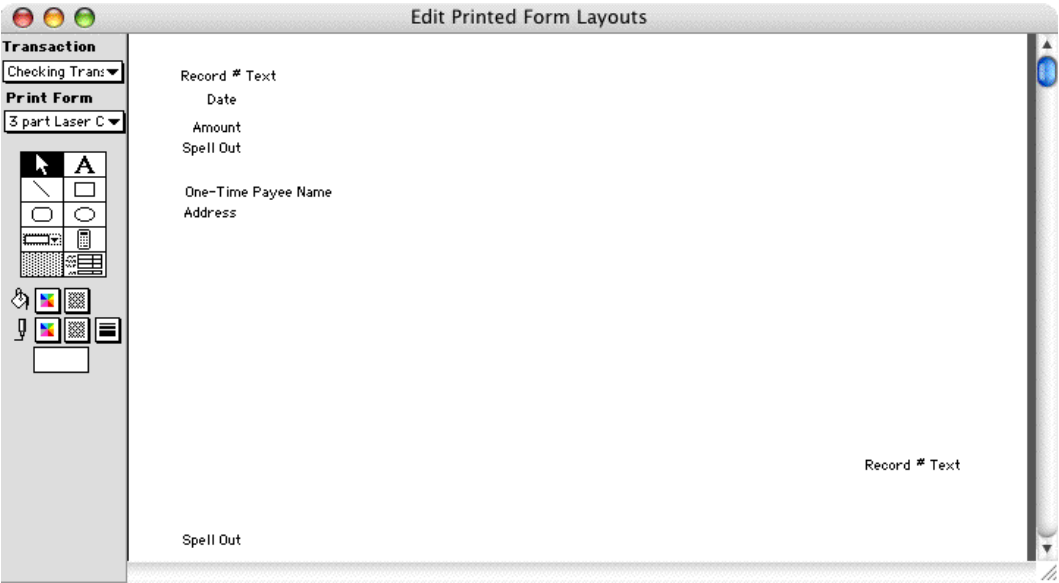 Edit Printed Form Layouts
Transaction
Checking Trans
Print Form
3 part Laser C
A
Record # Text
Date
Amount
Spell Out
One-Time Payee Name
Address
Record # Text
Spell Out